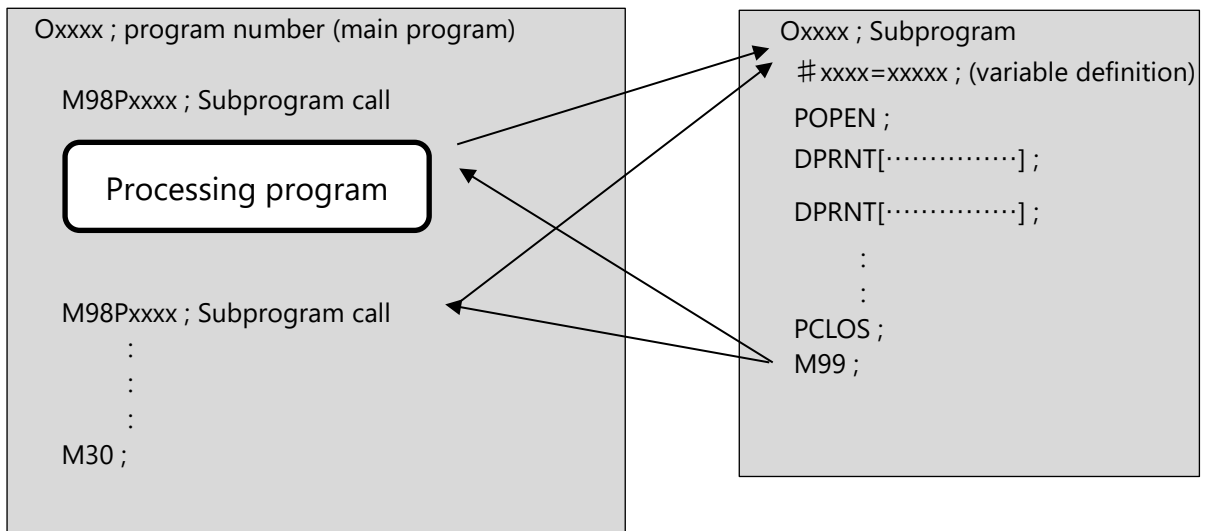 Oxxxx ; program number (main program)
M98Pxxxx ; Subprogram call
Processing program
M98Pxxxx ; Subprogram call
:
:
:
M30 ;
Oxxxx ; Subprogram
♯xxxx=xxxxx ; (variable definition)
POPEN ;
DPRNT[···············] ;
DPRNT[···············] ;
:
:
PCLOS ;
M99 ;